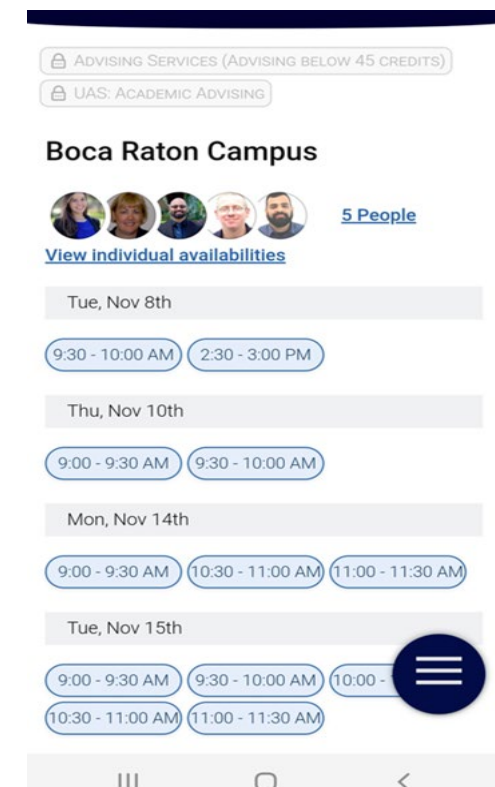 ADVISING SERVICES (ADVISING BELOW 45 CREDITS)
UAS: ACADEMIC ADVISING
Boca Raton Campus
5 People
View individual availabilities
Tue, Nov 8th
9:30 - 10:00 AM 2:30 - 3:00 PM
Thu, Nov 10th
9:00 - 9:30 AM 9:30 - 10:00 AM
Mon, Nov 14th
9:00 - 9:30 AM 10:30 - 11:00 AM 11:00 - 11:30 AM
Tue, Nov 15th
9:00 - 9:30 AM 9:30 - 10:00 AM 10:00 -
10:30 - 11:00 AM 11:00 - 11:30 AM